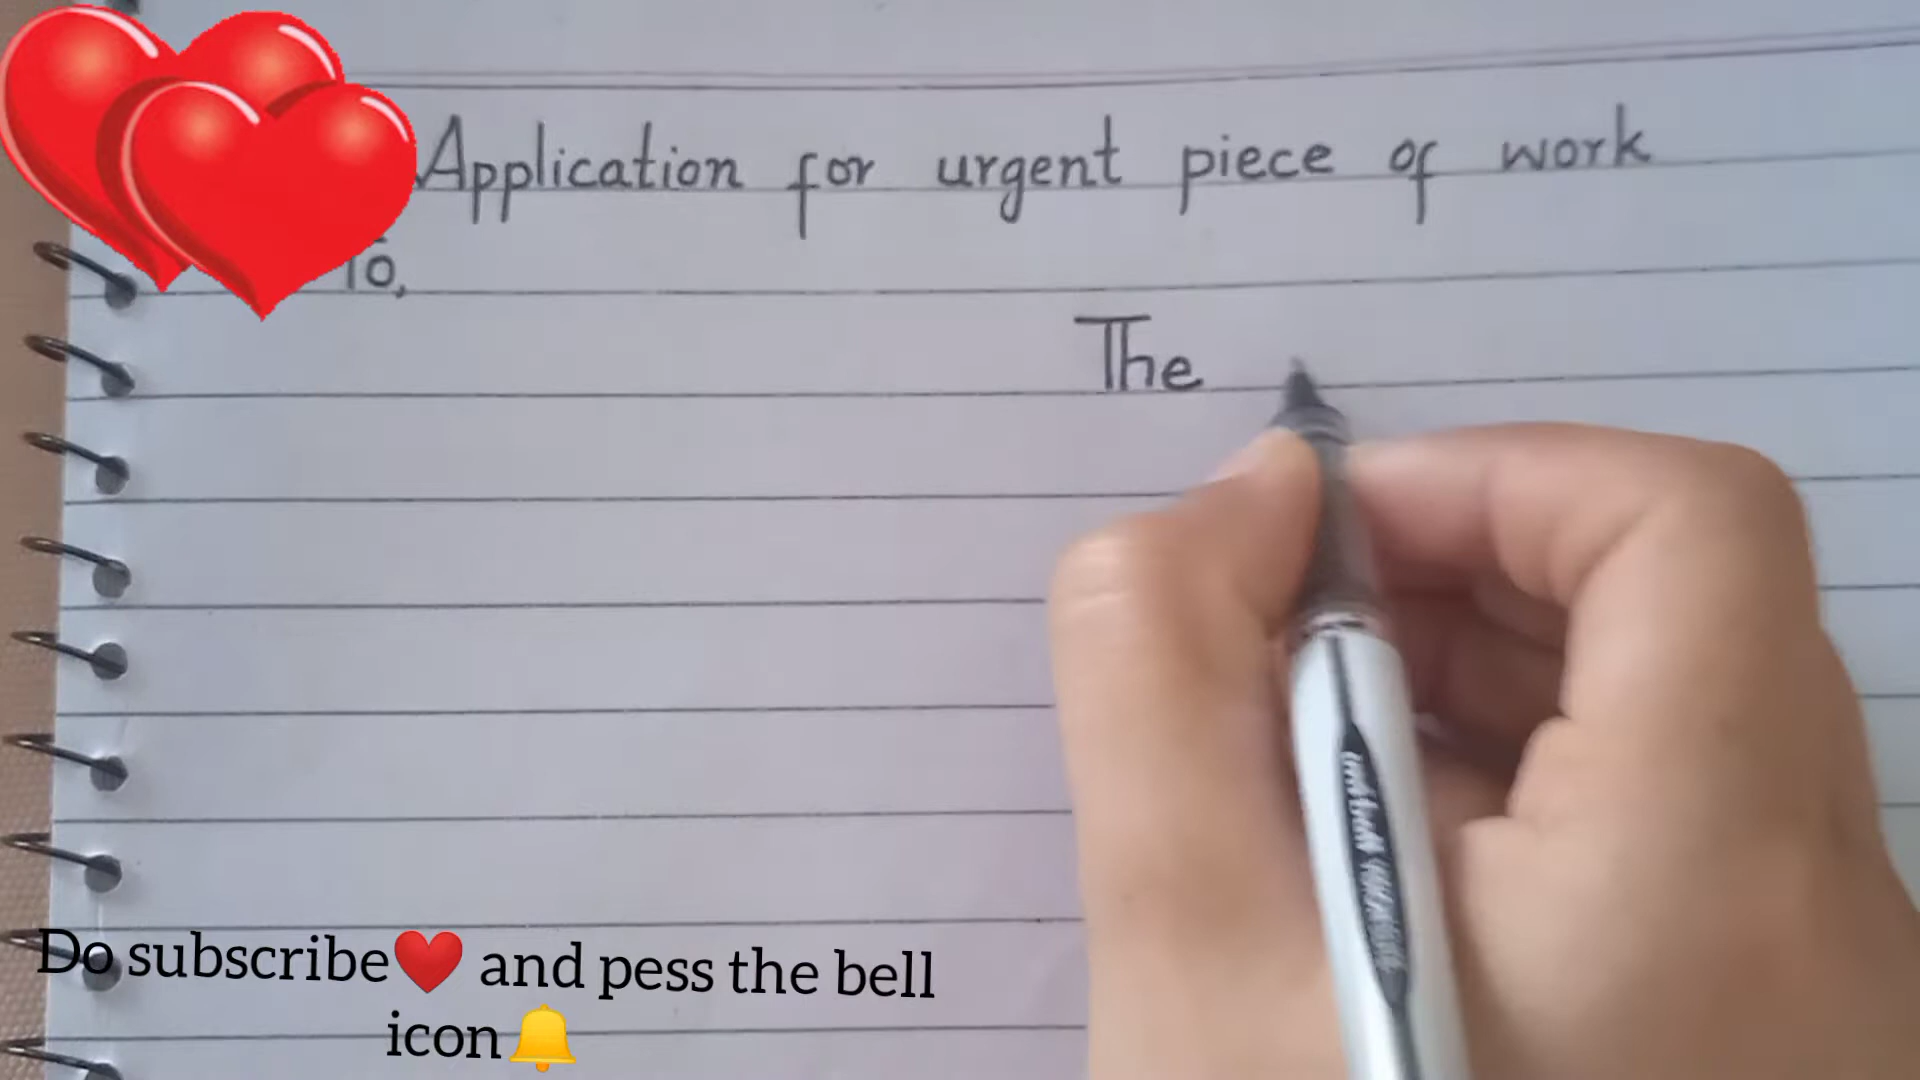 Application for urgent piece of work
To,
The
Do subscribe❤️ and pess the bell
icon🔔